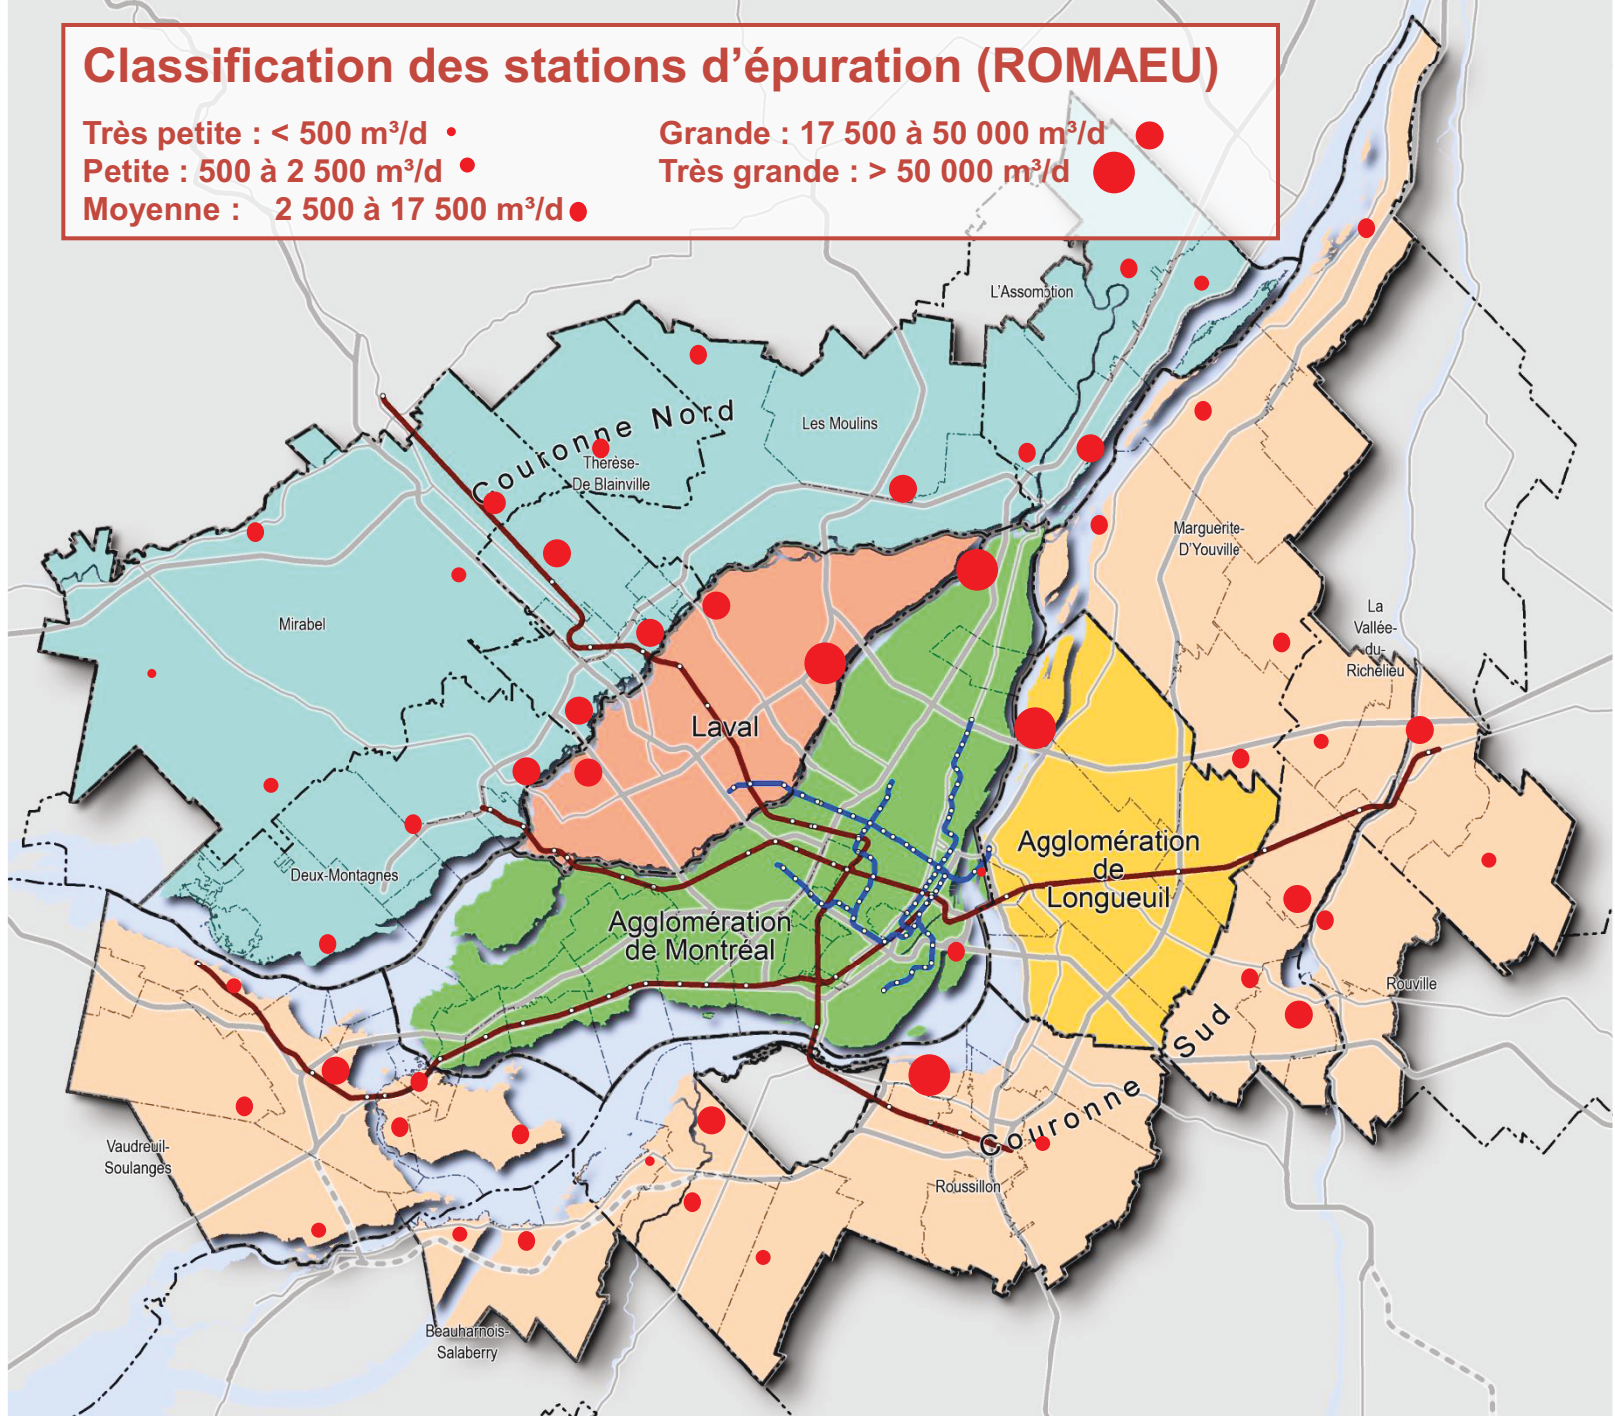 Classification des stations d'épuration (ROMAEU)
Très petite : < 500 m³/d
Petite : 500 à 2 500 m³/d
Moyenne : 2 500 à 17 500 m³/d
Grande : 17 500 à 50 000 m³/d
Très grande : > 50 000 m³/d
L'Assomption
Couronne Nord
Les Moulins
Thérèse-
De Blainville
Marguerite-
D'Youville
Mirabel
La
Vallée-
du-
Richelieu
Laval
Agglomération
de
Longueuil
Deux-Montagnes
Agglomération
de Montréal
Rouville
Couronne Sud
Vaudreuil-
Soulanges
Roussillon
Beauharnois-
Salaberry